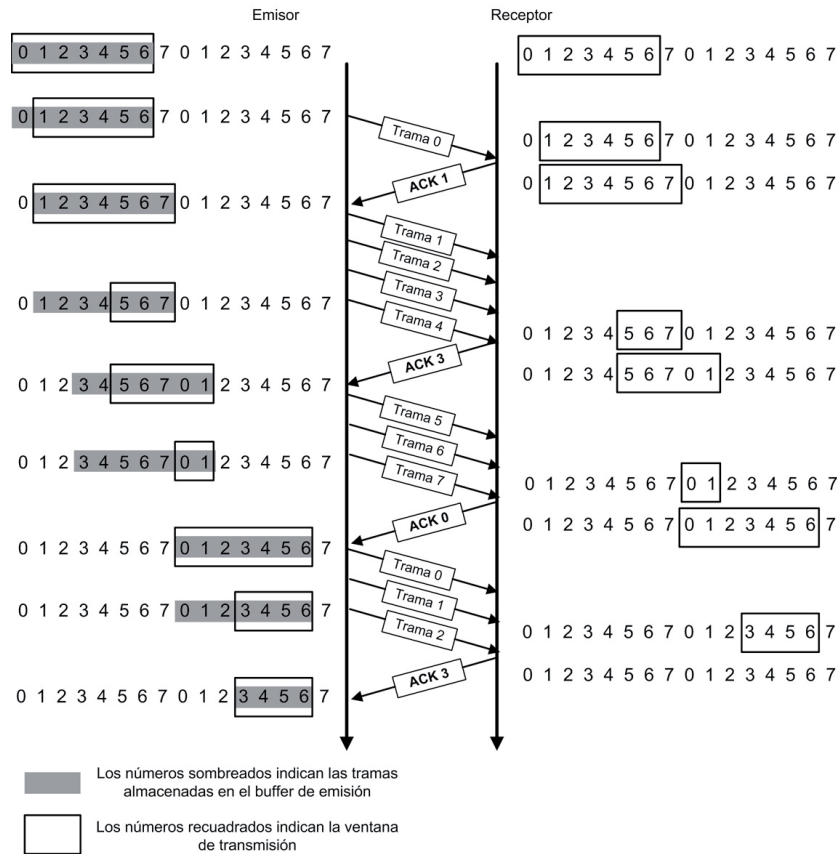 Emisor Receptor
0 1 2 3 4 5 6 7 0 1 2 3 4 5 6 7
0 1 2 3 4 5 6 7 0 1 2 3 4 5 6 7
0 1 2 3 4 5 6 7 0 1 2 3 4 5 6 7
Trama 0
0 1 2 3 4 5 6 7 0 1 2 3 4 5 6 7
ACK 1
0 1 2 3 4 5 6 7 0 1 2 3 4 5 6 7
0 1 2 3 4 5 6 7 0 1 2 3 4 5 6 7
Trama 1
Trama 2
Trama 3
0 1 2 3 4 5 6 7 0 1 2 3 4 5 6 7
Trama 4
0 1 2 3 4 5 6 7 0 1 2 3 4 5 6 7
ACK 3
0 1 2 3 4 5 6 7 0 1 2 3 4 5 6 7
0 1 2 3 4 5 6 7 0 1 2 3 4 5 6 7
Trama 5
Trama 6
0 1 2 3 4 5 6 7 0 1 2 3 4 5 6 7
Trama 7
0 1 2 3 4 5 6 7 0 1 2 3 4 5 6 7
ACK 0
0 1 2 3 4 5 6 7 0 1 2 3 4 5 6 7
0 1 2 3 4 5 6 7 0 1 2 3 4 5 6 7
Trama 0
Trama 1
0 1 2 3 4 5 6 7 0 1 2 3 4 5 6 7
Trama 2
0 1 2 3 4 5 6 7 0 1 2 3 4 5 6 7
ACK 3
0 1 2 3 4 5 6 7 0 1 2 3 4 5 6 7
0 1 2 3 4 5 6 7 0 1 2 3 4 5 6 7
Los números sombreados indican las tramas
almacenadas en el buffer de emisión
Los números recuadrados indican la ventana
de transmisión